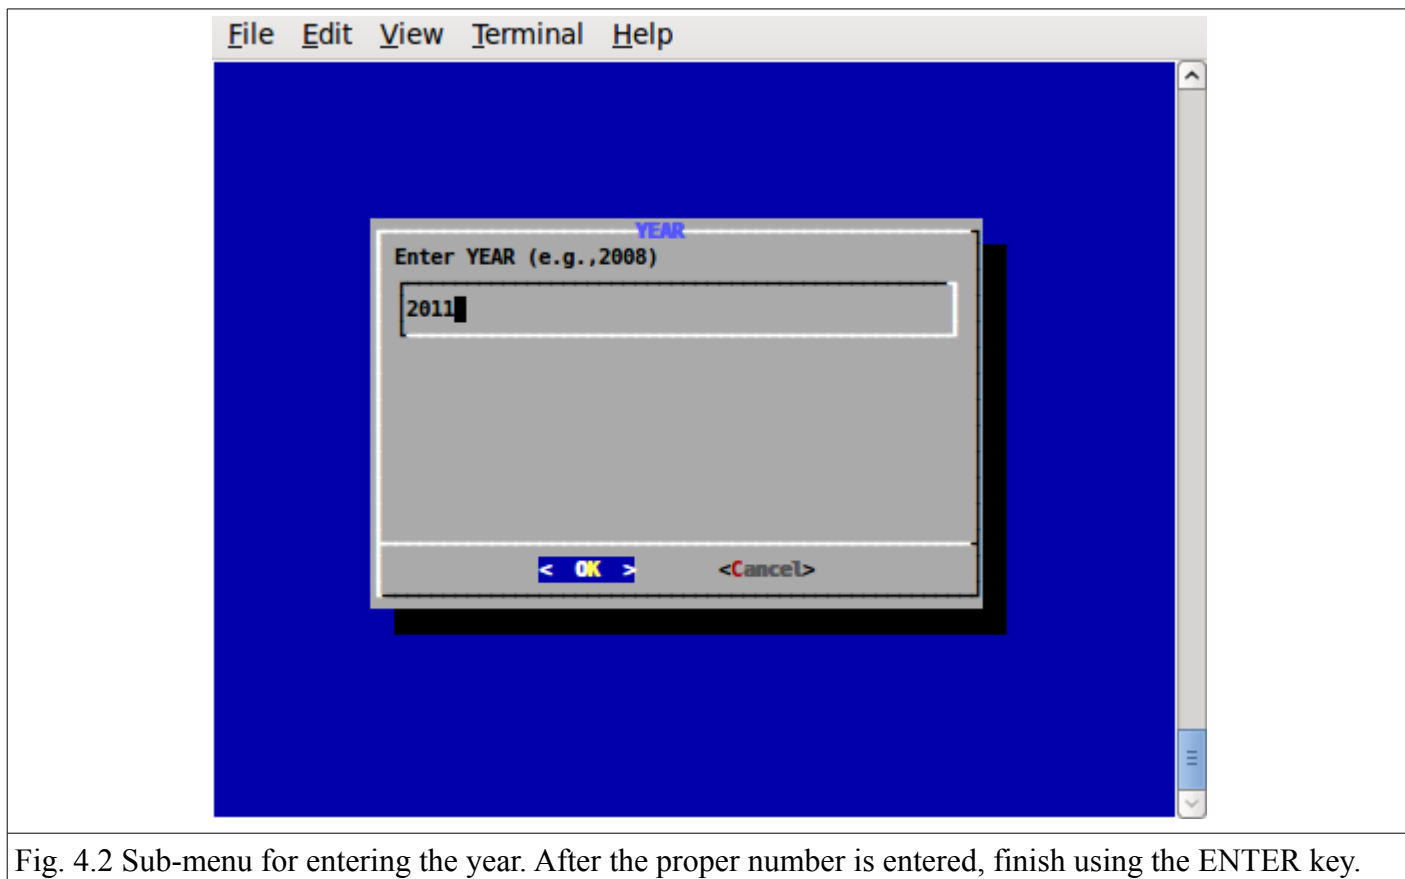 File Edit View Terminal Help
YEAR
Enter YEAR (e.g.,2008)
2011
< OK > <Cancel>
Fig. 4.2 Sub-menu for entering the year. After the proper number is entered, finish using the ENTER key.